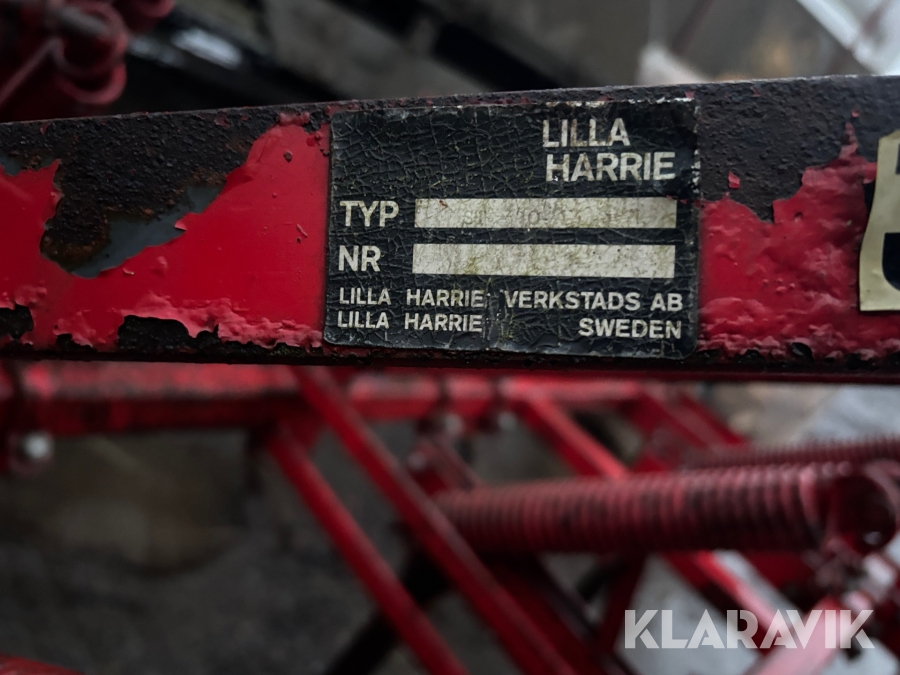 LILLA
HARRIE
TYP
NR
LILLA HARRIE VERKSTADS AB
LILLA HARRIE SWEDEN
KLARAVIK